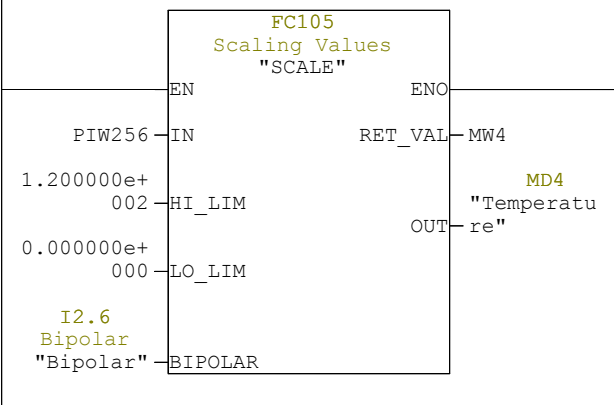 FC105
Scaling Values
"SCALE"
EN ENO
PIW256 IN RET_VAL MW4
1.200000e+ MD4
002 HI_LIM "Temperatu
OUT re"
0.000000e+
000 LO_LIM
I2.6
Bipolar
"Bipolar" BIPOLAR